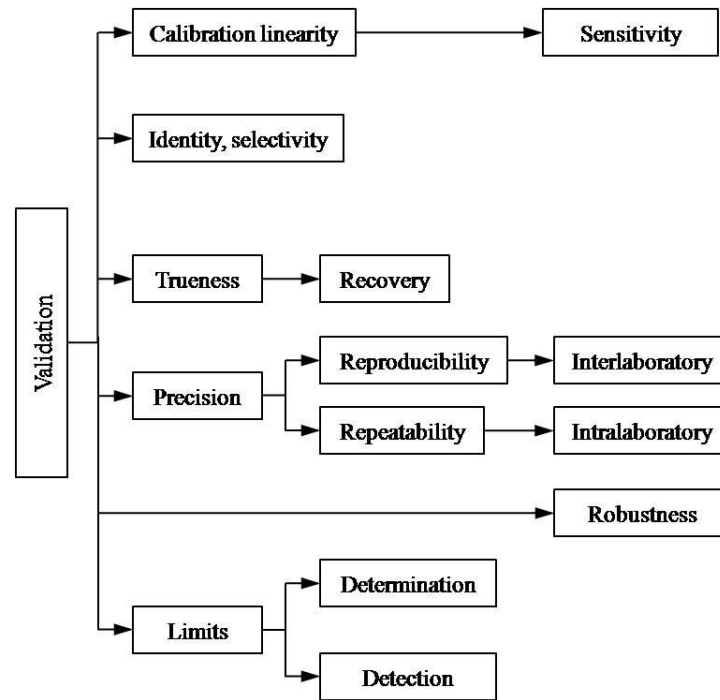 Calibration linearity
Sensitivity
Identity, selectivity
Validation
Trueness
Recovery
Precision
Reproducibility
Interlaboratory
Repeatability
Intralaboratory
Robustness
Limits
Determination
Detection